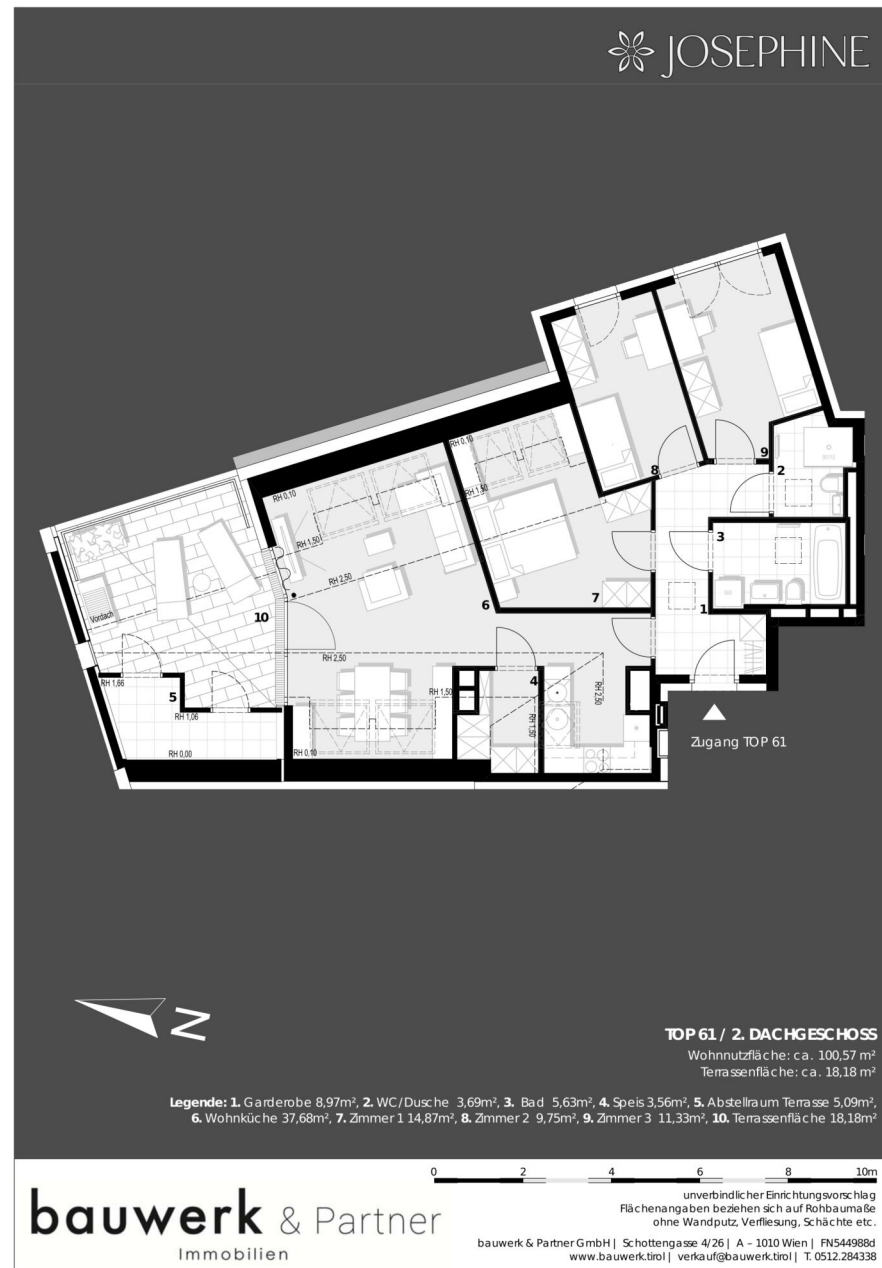 JOSEPHINE
RH 0,10
RH 1,50
RH 2,50
RH 0,10
RH 1,50
8
9
2
3
Vordach
10
6
7
1
RH 2,50
RH 1,66
5
RH 1,06
RH 0,00
RH 1,50
4
RH 2,50
RH 1,50
RH 0,10
Zugang TOP 61
N
TOP 61 / 2. DACHGESCHOSS
Wohnnutzfläche: ca. 100,57 m²
Terrassenfläche: ca. 18,18 m²
Legende: 1. Garderobe 8,97m², 2. WC/Dusche 3,69m², 3. Bad 5,63m², 4. Speis 3,56m², 5. Abstellraum Terrasse 5,09m²,
6. Wohnküche 37,68m², 7. Zimmer 1 14,87m², 8. Zimmer 2 9,75m², 9. Zimmer 3 11,33m², 10. Terrassenfläche 18,18m²
0 2 4 6 8 10m
bauwerk & Partner
Immobilien
unverbindlicher Einrichtungsvorschlag
Flächenangaben beziehen sich auf Rohbaumaße
ohne Wandputz, Verfliesung, Schächte etc.
bauwerk & Partner GmbH | Schottengasse 4/26 | A – 1010 Wien | FN544988d
www.bauwerk.tirol | verkauf@bauwerk.tirol | T. 0512.284338